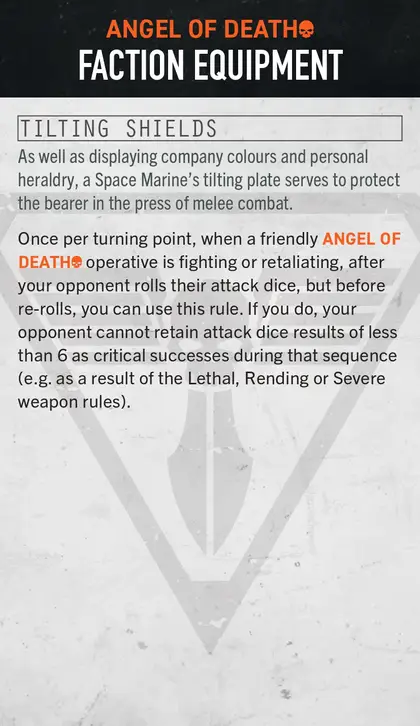 ANGEL OF DEATH
FACTION EQUIPMENT
TILTING SHIELDS
As well as displaying company colours and personal
heraldry, a Space Marine's tilting plate serves to protect
the bearer in the press of melee combat.
Once per turning point, when a friendly ANGEL OF
DEATH operative is fighting or retaliating, after
your opponent rolls their attack dice, but before
re-rolls, you can use this rule. If you do, your
opponent cannot retain attack dice results of less
than 6 as critical successes during that sequence
(e.g. as a result of the Lethal, Rending or Severe
weapon rules).